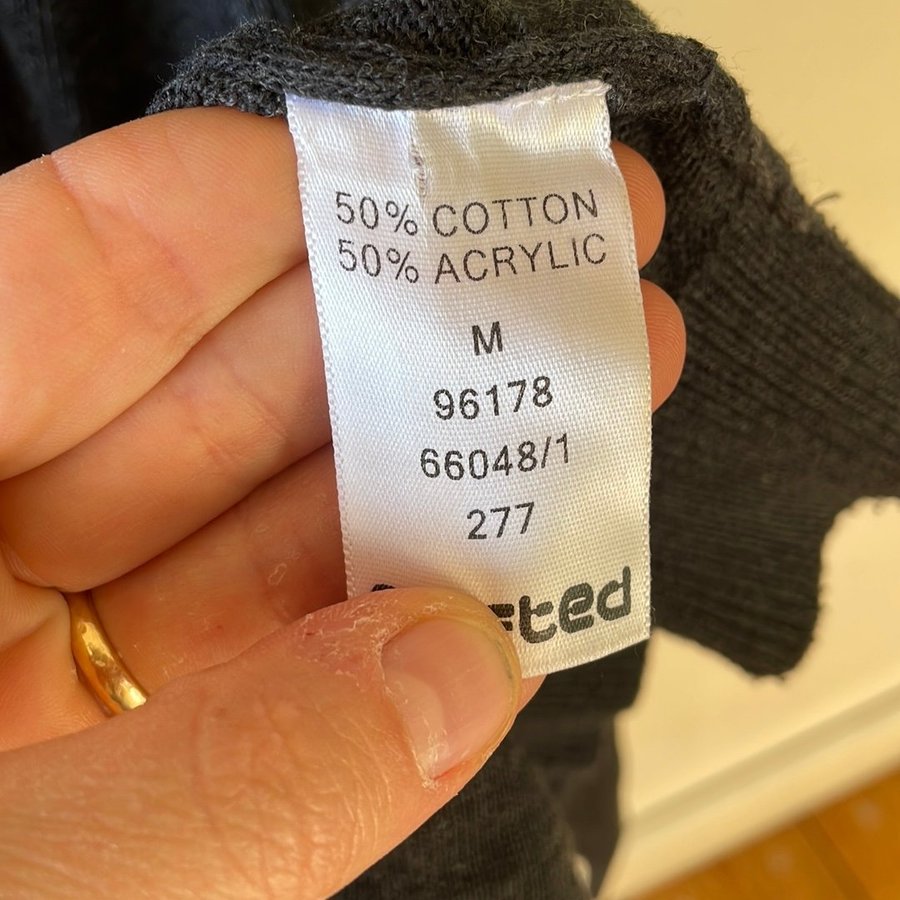 50% COTTON
50% ACRYLIC
M
96178
66048/1
277